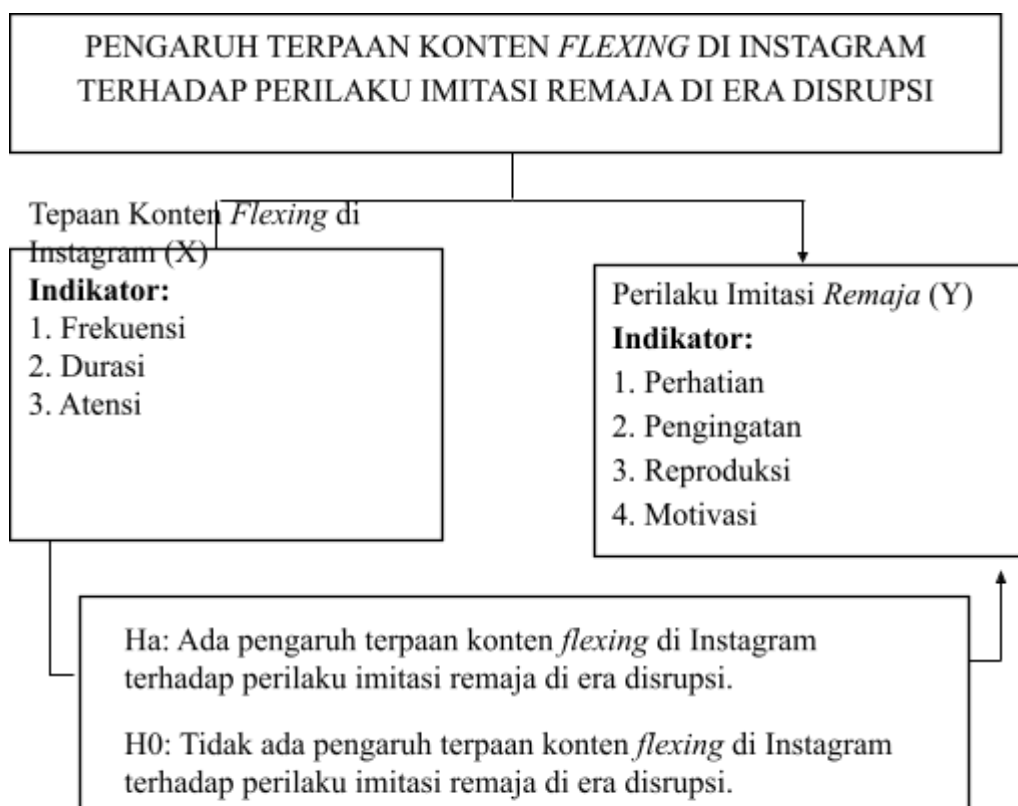 PENGARUH TERPAAN KONTEN FLEXING DI INSTAGRAM
TERHADAP PERILAKU IMITASI REMAJA DI ERA DISRUPSI
Tepaan Konten Flexing di
Instagram (X)
Indikator:
1. Frekuensi
2. Durasi
3. Atensi
Perilaku Imitasi Remaja (Y)
Indikator:
1. Perhatian
2. Pengingatan
3. Reproduksi
4. Motivasi
Ha: Ada pengaruh terpaan konten flexing di Instagram
terhadap perilaku imitasi remaja di era disrupsi.
H0: Tidak ada pengaruh terpaan konten flexing di Instagram
terhadap perilaku imitasi remaja di era disrupsi.